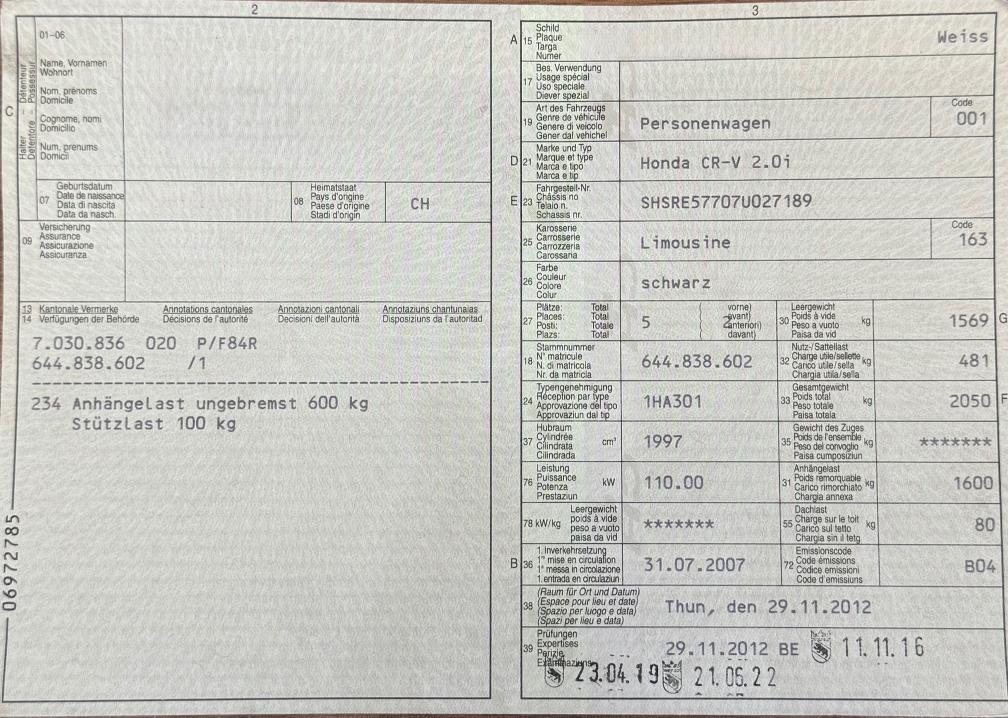 2
01-06
C
Halter - Détenteur
Detentore - Possessur
Name, Vornamen
Wohnort
Nom, prénoms
Domicile
Cognome, nomi
Domicilio
Num, prenums
Domicil
07 Geburtsdatum
Date de naissance
Data di nascita
Data da nasch.
08 Heimatstaat
Pays d'origine
Paese d'origine
Stadi d'origin
CH
09 Versicherung
Assurance
Assicurazione
Assicuranza
13 Kantonale Vermerke Annotations cantonales Annotazioni cantonali Annotaziuns chantunalas
14 Verfügungen der Behörde Décisions de l'autorité Decisioni dell'autorità Disposiziuns da l'autoritad
7.030.836 020 P/F84R
644.838.602 /1
234 Anhängelast ungebremst 600 kg
Stützlast 100 kg
06972785
3
A 15 Schild
Plaque
Targa
Numer
Weiss
17 Bes. Verwendung
Usage spécial
Uso speciale
Diever spezial
19 Art des Fahrzeugs
Genre de véhicule
Genere di veicolo
Gener dal vehichel
Personenwagen
Code
001
D 21 Marke und Typ
Marque et type
Marca e tipo
Marca e tip
Honda CR-V 2.0i
E 23 Fahrgestell-Nr.
Châssis no
Telaio n.
Schassis nr.
SHSRE57707U027189
25 Karosserie
Carrosserie
Carrozzeria
Carossaria
Limousine
Code
163
26 Farbe
Couleur
Colore
Colur
schwarz
27 Plätze: Total
Places: Total
Posti: Totale
Plazs: Total
5
( vorne)
( avant)
( anteriori)
( davant)
2
30 Leergewicht
Poids à vide
Peso a vuoto
Paisa da vid
kg
1569 G
18 Stammnummer
N° matricule
N. di matricola
Nr. da matricla
644.838.602
32 Nutz-/Sattellast
Charge utile/sellette
Carico utile/sella
Chargia utila/sella
kg
481
24 Typengenehmigung
Réception par type
Approvazione del tipo
Approvaziun dal tip
1HA301
33 Gesamtgewicht
Poids total
Peso totale
Paisa totala
kg
2050 F
37 Hubraum
Cylindrée
Cilindrata
Cilindrada
cm³
1997
35 Gewicht des Zuges
Poids de l'ensemble
Peso del convoglio
Paisa cumposiziun
kg
*******
76 Leistung
Puissance
Potenza
Prestaziun
kW
110.00
31 Anhängelast
Poids remorquable
Carico rimorchiato
Chargia annexa
kg
1600
78 kW/kg
Leergewicht
poids à vide
peso a vuoto
paisa da vid
*******
55 Dachlast
Charge sur le toit
Carico sul tetto
Chargia sin il tetg
kg
80
B 36 1. Inverkehrsetzung
1re mise en circulation
1a messa in circolazione
1. entrada en circulaziun
31.07.2007
72 Emissionscode
Code émissions
Codice emissioni
Code d'emissiuns
B04
38 (Raum für Ort und Datum)
(Espace pour lieu et date)
(Spazio per luogo e data)
(Spazi per lieu e data)
Thun, den 29.11.2012
39 Prüfungen
Expertises
Perizie
Examinaziuns
29.11.2012 BE 11.11.16
23.04.19 21.06.22